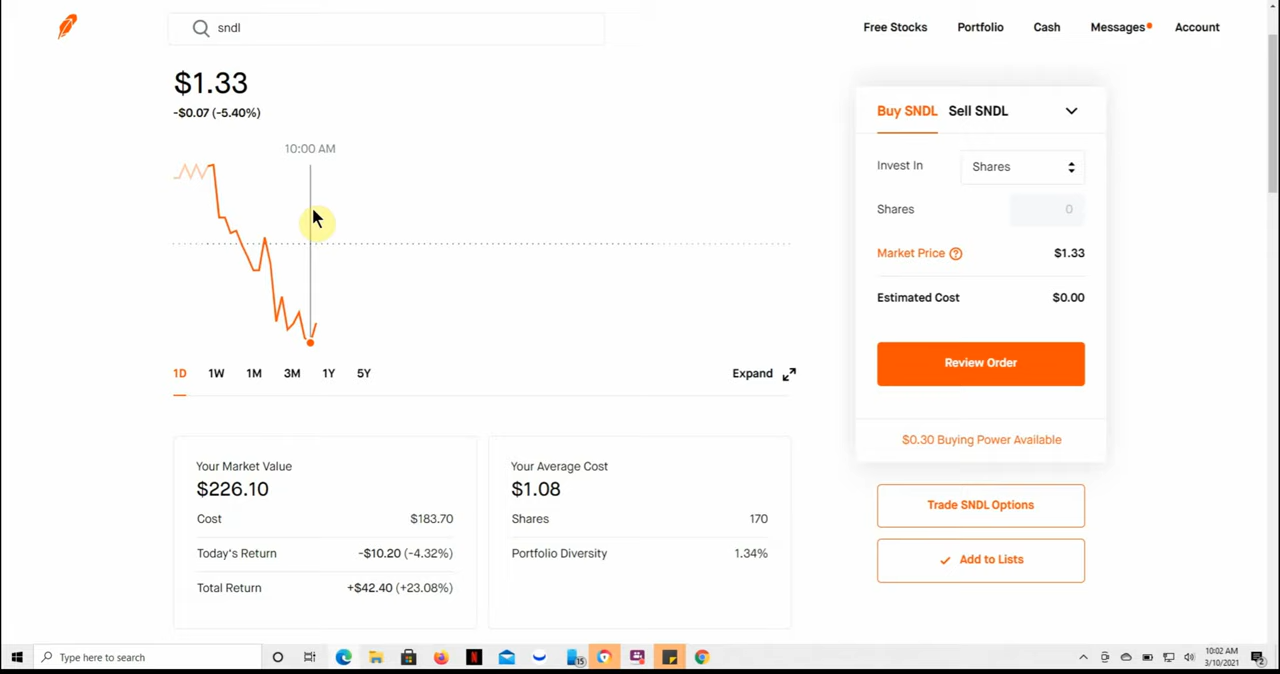 sndl
Free Stocks Portfolio Cash Messages Account
$1.33
-$0.07 (-5.40%)
10:00 AM
1D 1W 1M 3M 1Y 5Y
Expand
Your Market Value
$226.10
Cost $183.70
Today's Return -$10.20 (-4.32%)
Total Return +$42.40 (+23.08%)
Your Average Cost
$1.08
Shares 170
Portfolio Diversity 1.34%
Buy SNDL Sell SNDL
Invest In Shares
Shares 0
Market Price ? $1.33
Estimated Cost $0.00
Review Order
$0.30 Buying Power Available
Trade SNDL Options
Add to Lists
Type here to search
N
15
10:02 AM
3/10/2021
2